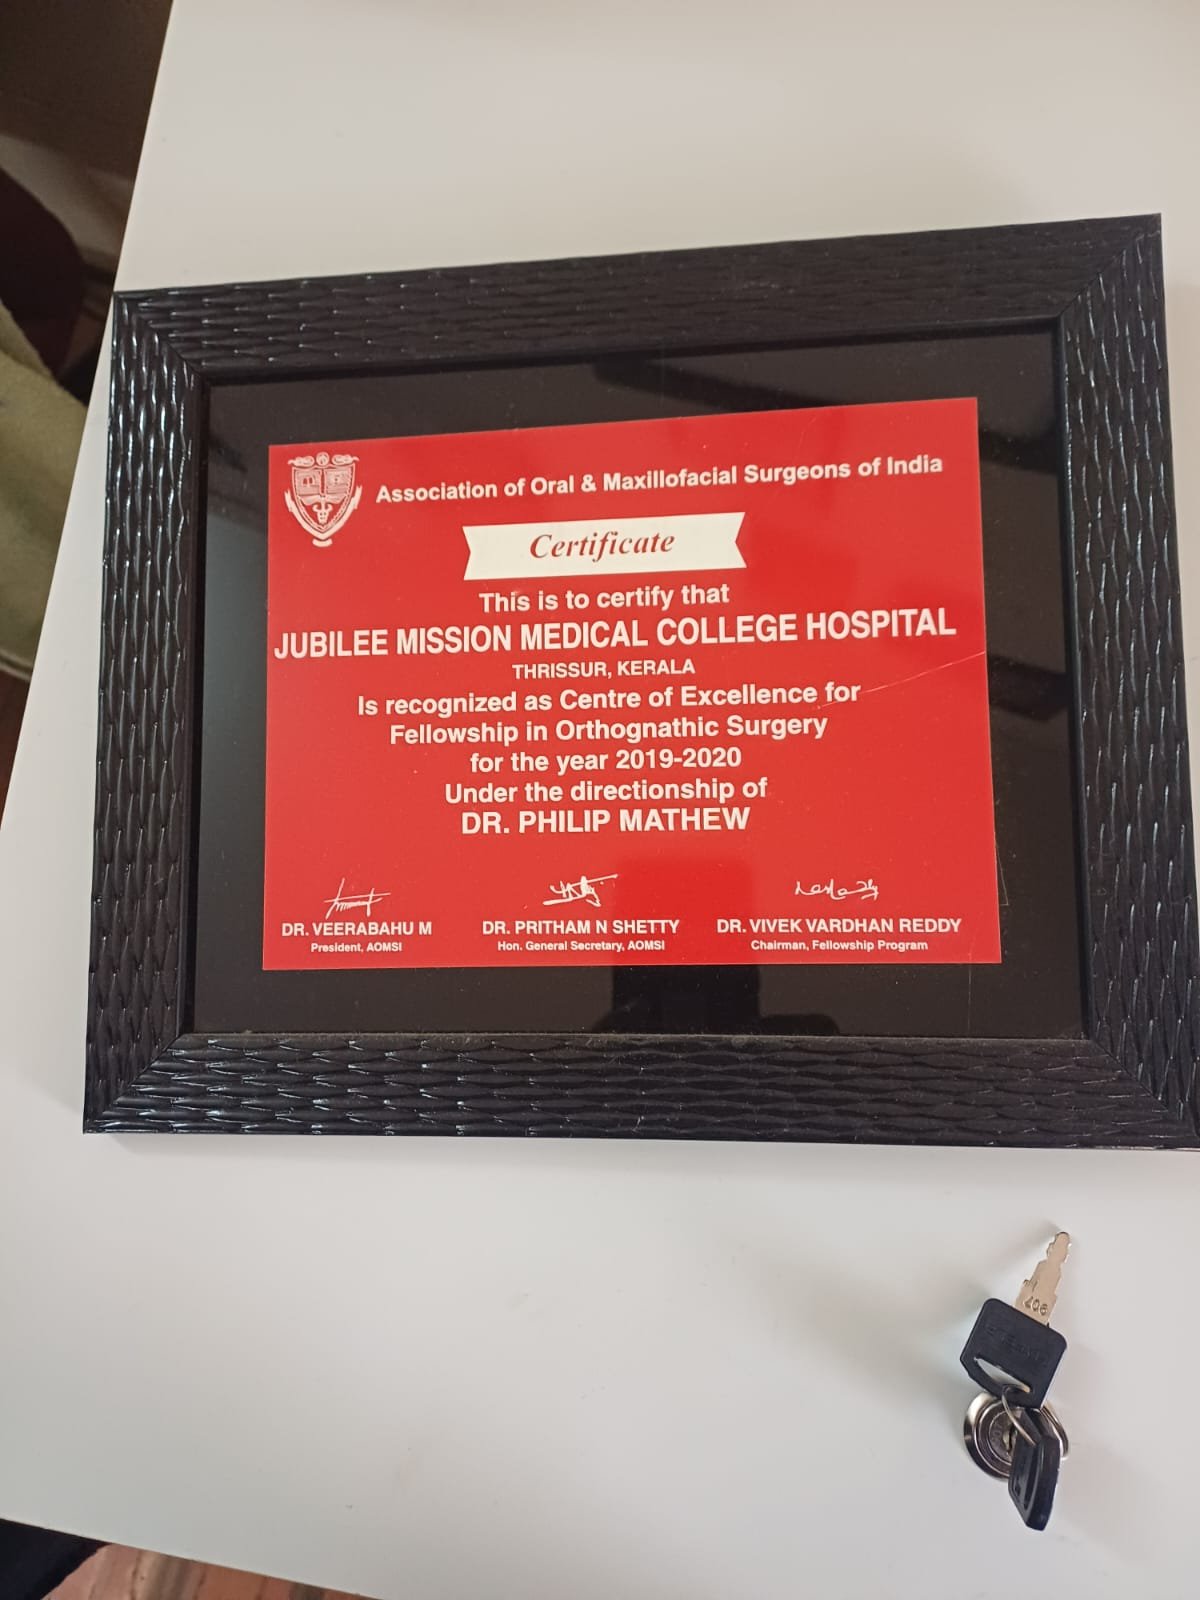 Association of Oral & Maxillofacial Surgeons of India
Certificate
This is to certify that
JUBILEE MISSION MEDICAL COLLEGE HOSPITAL
THRISSUR, KERALA
Is recognized as Centre of Excellence for
Fellowship in Orthognathic Surgery
for the year 2019-2020
Under the directionship of
DR. PHILIP MATHEW
DR. VEERABAHU M
President, AOMSI
DR. PRITHAM N SHETTY
Hon. General Secretary, AOMSI
DR. VIVEK VARDHAN REDDY
Chairman, Fellowship Program